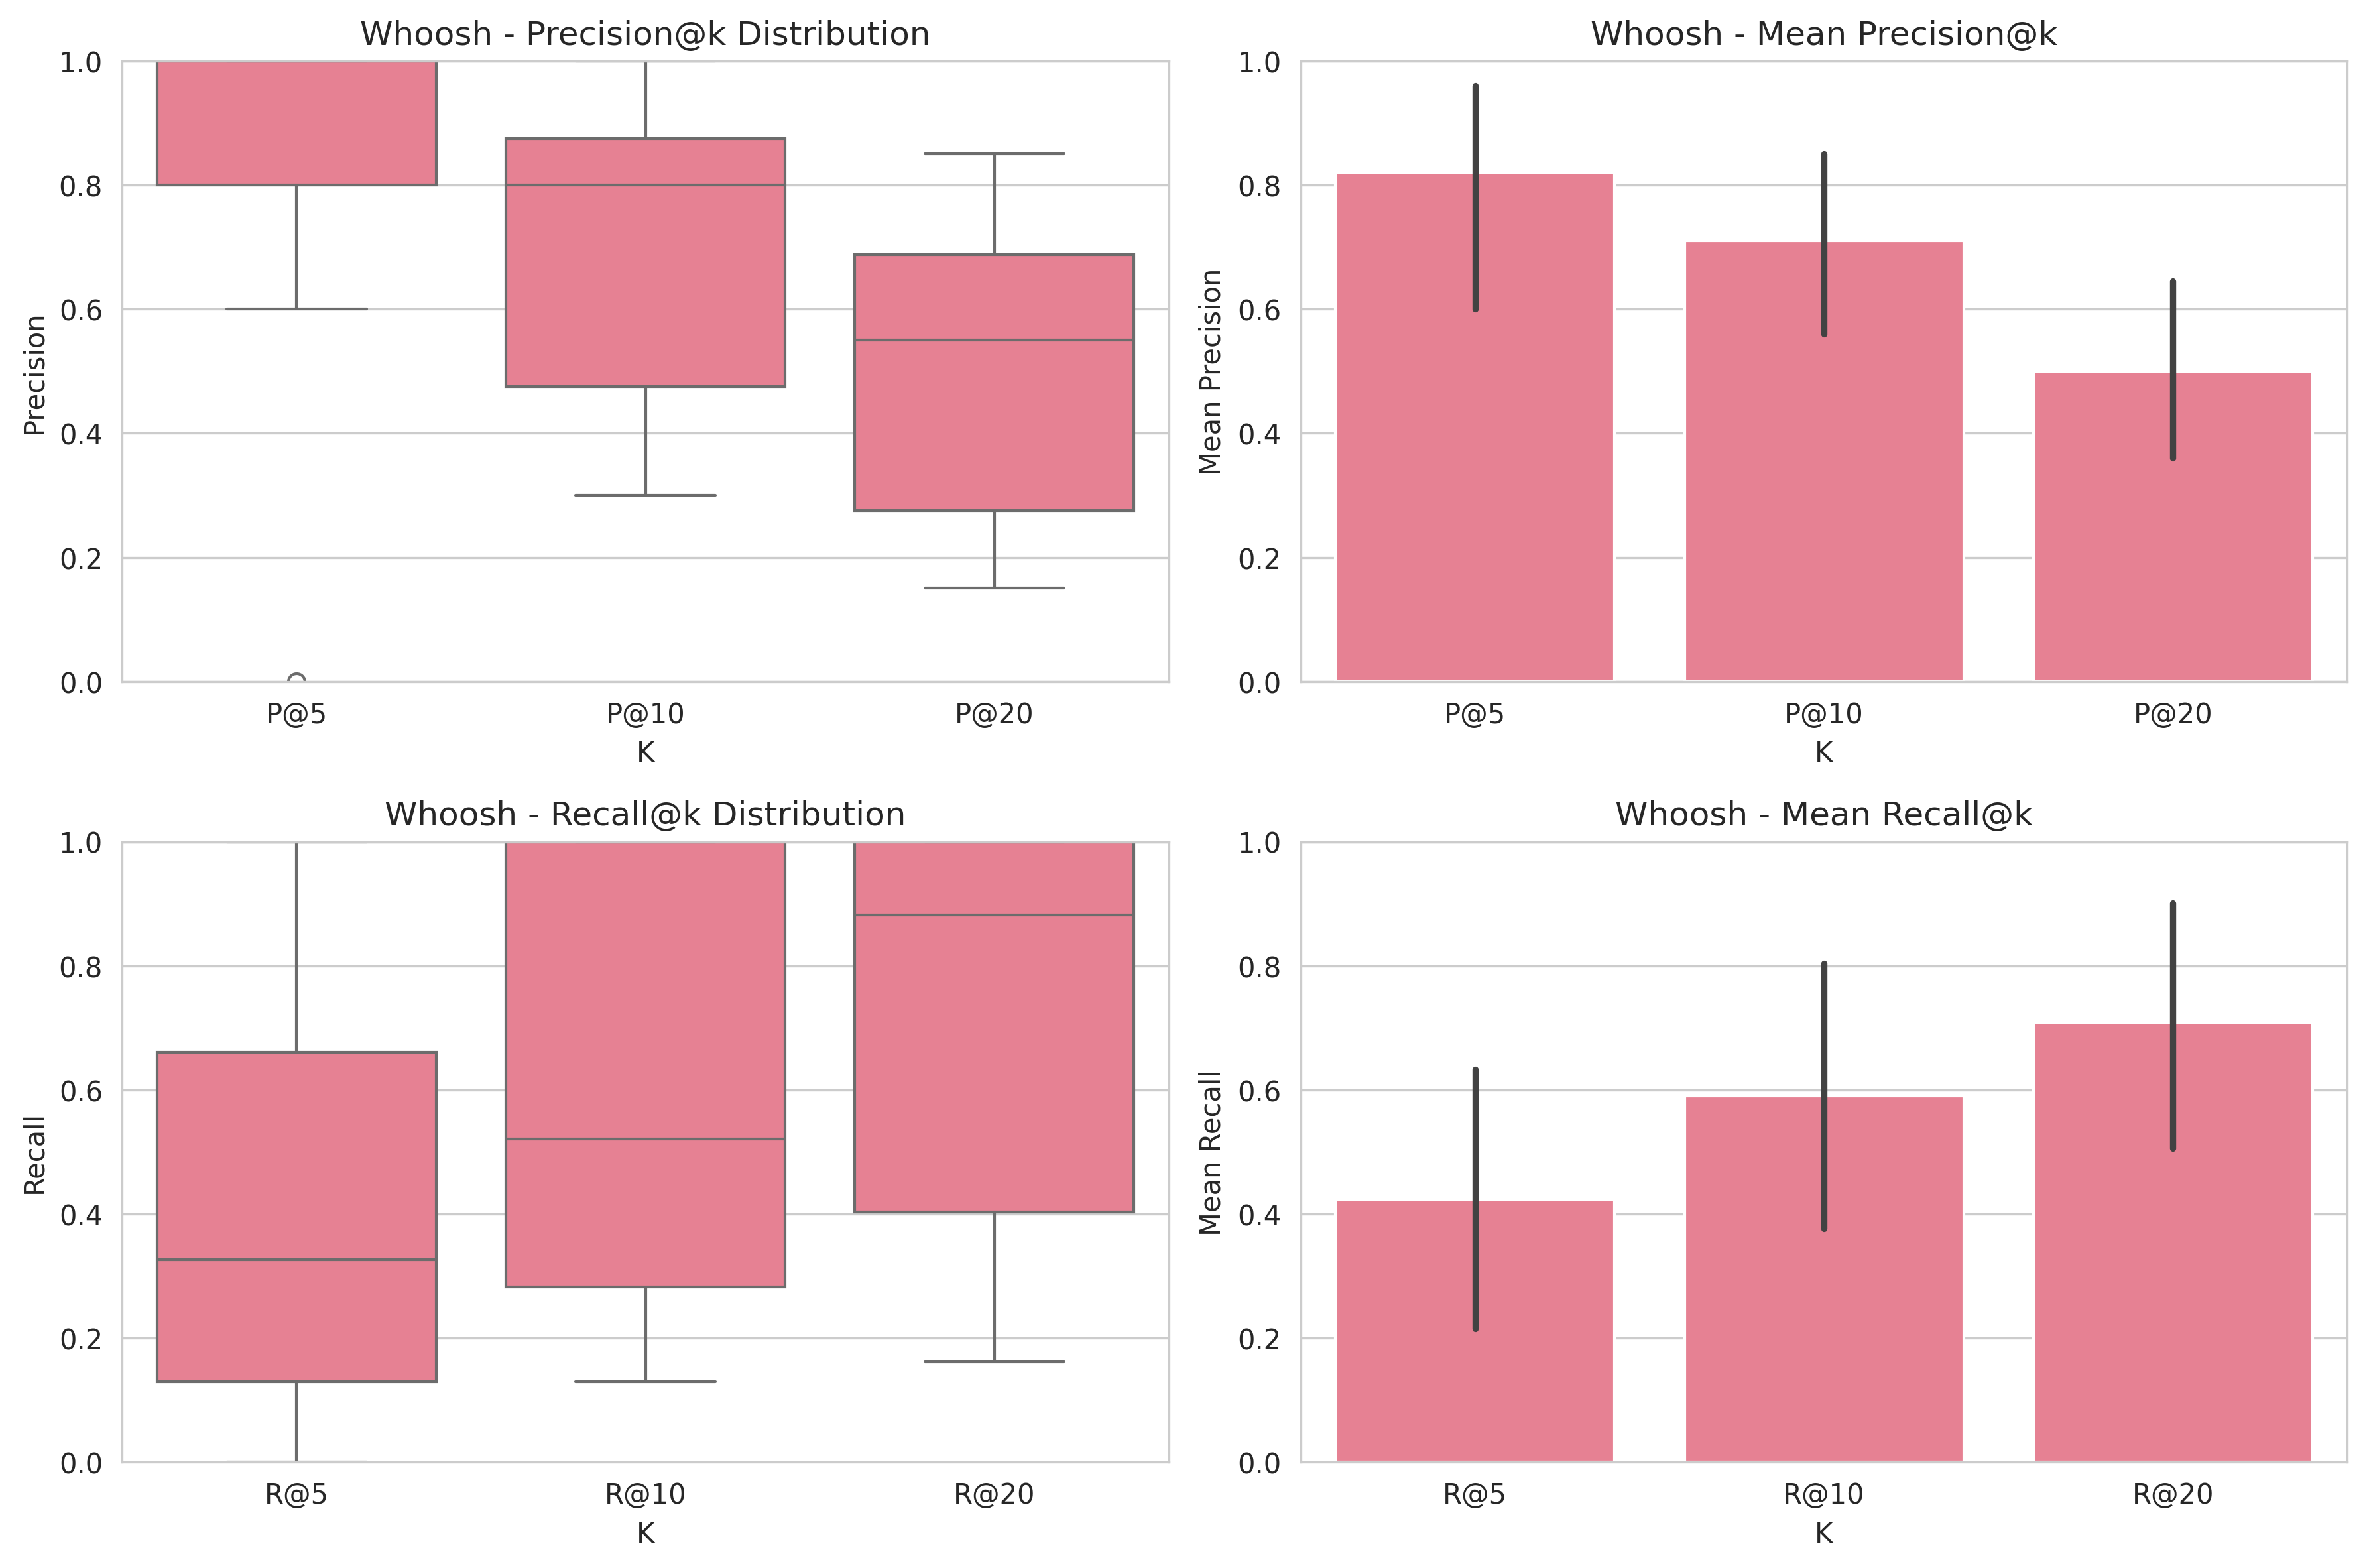 Whoosh - Precision@k Distribution
1.0
0.8
0.6
0.4
0.2
0.0
Precision
P@5 P@10 P@20
K
Whoosh - Mean Precision@k
1.0
0.8
0.6
0.4
0.2
0.0
Mean Precision
P@5 P@10 P@20
K
Whoosh - Recall@k Distribution
1.0
0.8
0.6
0.4
0.2
0.0
Recall
R@5 R@10 R@20
K
Whoosh - Mean Recall@k
1.0
0.8
0.6
0.4
0.2
0.0
Mean Recall
R@5 R@10 R@20
K